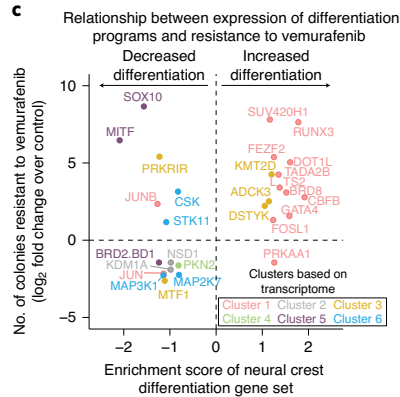 c
Relationship between expression of differentiation
programs and resistance to vemurafenib
Decreased
differentiation
Increased
differentiation
No. of colonies resistant to vemurafenib
(log2 fold change over control)
10
5
0
−5
SOX10
MITF
PRKRIR
JUNB
CSK
STK11
SUV420H1
RUNX3
FEZF2
DOT1L
KMT2D
TADA2B
ADCK3
BRD8
CBFB
DSTYK
GATA4
FOSL1
BRD2.BD1
NSD1
PRKAA1
KDM1A
PKN2
JUN
MAP3K1
MAP2K7
MTF1
Clusters based on
transcriptome
Cluster 1 Cluster 2 Cluster 3
Cluster 4 Cluster 5 Cluster 6
−2 −1 0 1 2
Enrichment score of neural crest
differentiation gene set